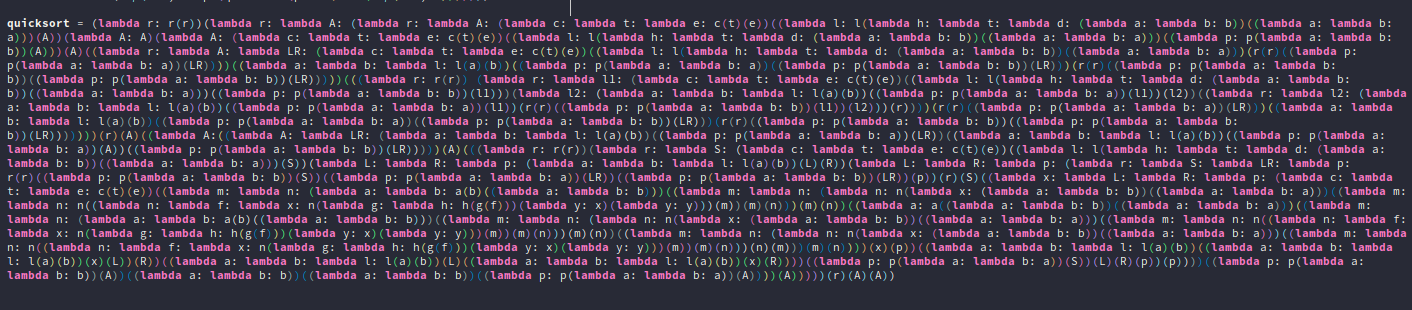 quicksort = (lambda r: r(r))(lambda r: lambda A: (lambda r: lambda A: (lambda c: lambda t: lambda e: c(t)(e))((lambda l: l(lambda h: lambda t: lambda d: (lambda a: lambda b: b))((lambda a: lambda b:
a)))(A))(lambda A: A)(lambda A: (lambda c: lambda t: lambda e: c(t)(e))((lambda l: l(lambda h: lambda t: lambda d: (lambda a: lambda b: b))((lambda a: lambda b: a)))((lambda p: p(lambda a: lambda b:
b))(A)))(A)((lambda r: lambda A: lambda LR: (lambda c: lambda t: lambda e: c(t)(e))((lambda l: l(lambda h: lambda t: lambda d: (lambda a: lambda b: b))((lambda a: lambda b: a)))(r(r)((lambda p:
p(lambda a: lambda b: a))(LR))))((lambda a: lambda b: lambda l: l(a)(b))((lambda p: p(lambda a: lambda b: a))((lambda p: p(lambda a: lambda b: b))(LR)))(r(r)((lambda p: p(lambda a: lambda
b: b))((lambda p: p(lambda a: lambda b: b))(LR)))))(((lambda r: r(r)) (lambda r: lambda l1: (lambda c: lambda t: lambda e: c(t)(e))((lambda l: l(lambda h: lambda t: lambda d: (lambda a: lambda b:
b))((lambda a: lambda b: a)))((lambda p: p(lambda a: lambda b: b))(l1)))(lambda l2: (lambda a: lambda b: lambda l: l(a)(b))((lambda p: p(lambda a: lambda b: a))(l1))(l2))((lambda r: lambda l2: (lambda
a: lambda b: lambda l: l(a)(b))((lambda p: p(lambda a: lambda b: a))(l1))(r(r)((lambda p: p(lambda a: lambda b: b))(l1))(l2)))(r))))(r(r)((lambda p: p(lambda a: lambda b: a))(LR)))((lambda a: lambda
b: lambda l: l(a)(b))((lambda p: p(lambda a: lambda b: a))((lambda p: p(lambda a: lambda b: b))(LR)))(r(r)((lambda p: p(lambda a: lambda b: b))((lambda p: p(lambda a: lambda b:
b))(LR)))))))(r)(A)((lambda A:((lambda A: lambda LR: (lambda a: lambda b: lambda l: l(a)(b))((lambda p: p(lambda a: lambda b: a))(LR))((lambda a: lambda b: lambda l: l(a)(b))((lambda p: p(lambda a:
lambda b: a))(A))((lambda p: p(lambda a: lambda b: b))(LR)))))(A)(((lambda r: r(r))(lambda r: lambda S: (lambda c: lambda t: lambda e: c(t)(e))((lambda l: l(lambda h: lambda t: lambda d: (lambda a:
lambda b: b))((lambda a: lambda b: a)))(S))(lambda L: lambda R: lambda p: (lambda a: lambda b: lambda l: l(a)(b))(L)(R))(lambda L: lambda R: lambda p: (lambda r: lambda S: lambda LR: lambda p:
r(r)((lambda p: p(lambda a: lambda b: b))(S))((lambda p: p(lambda a: lambda b: a))(LR))((lambda p: p(lambda a: lambda b: b))(LR))(p))(r)(S)((lambda x: lambda L: lambda R: lambda p: (lambda c: lambda
t: lambda e: c(t)(e))((lambda m: lambda n: (lambda a: lambda b: a(b)((lambda a: lambda b: b)))((lambda m: lambda n: (lambda n: n(lambda x: (lambda a: lambda b: b))((lambda a: lambda b: a)))((lambda m:
lambda n: n((lambda n: lambda f: lambda x: n(lambda g: lambda h: h(g(f)))(lambda y: x)(lambda y: y)))(m))(m)(n)))(m)(n))((lambda a: a((lambda a: lambda b: b))((lambda a: lambda b: a)))((lambda m:
lambda n: (lambda a: lambda b: a(b)((lambda a: lambda b: b)))((lambda m: lambda n: (lambda n: n(lambda x: (lambda a: lambda b: b))((lambda a: lambda b: a)))((lambda m: lambda n: n((lambda n: lambda f:
lambda x: n(lambda g: lambda h: h(g(f)))(lambda y: x)(lambda y: y)))(m))(m)(n)))(m)(n))((lambda m: lambda n: (lambda n: n(lambda x: (lambda a: lambda b: b))((lambda a: lambda b: a)))((lambda m: lambda
n: n((lambda n: lambda f: lambda x: n(lambda g: lambda h: h(g(f)))(lambda y: x)(lambda y: y)))(m))(m)(n)))(n)(m)))(m)(n))))(x)(p))((lambda a: lambda b: lambda l: l(a)(b))((lambda a: lambda b: lambda
l: l(a)(b))(x)(L))(R))((lambda a: lambda b: lambda l: l(a)(b))(L)((lambda a: lambda b: lambda l: l(a)(b))(x)(R))))((lambda p: p(lambda a: lambda b: a))(S))(L)(R)(p))(p))))((lambda p: p(lambda a:
lambda b: b))(A))((lambda a: lambda b: b))((lambda a: lambda b: b))((lambda p: p(lambda a: lambda b: a))(A))))(A)))))(r)(A)(A))